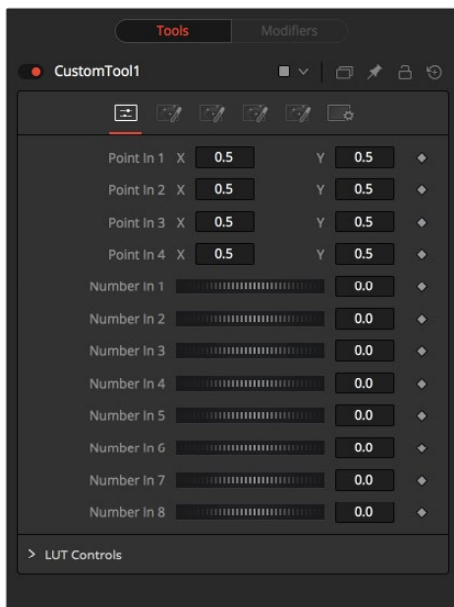 Tools Modifiers
CustomTool1
Point In 1 X 0.5 Y 0.5
Point In 2 X 0.5 Y 0.5
Point In 3 X 0.5 Y 0.5
Point In 4 X 0.5 Y 0.5
Number In 1 0.0
Number In 2 0.0
Number In 3 0.0
Number In 4 0.0
Number In 5 0.0
Number In 6 0.0
Number In 7 0.0
Number In 8 0.0
LUT Controls